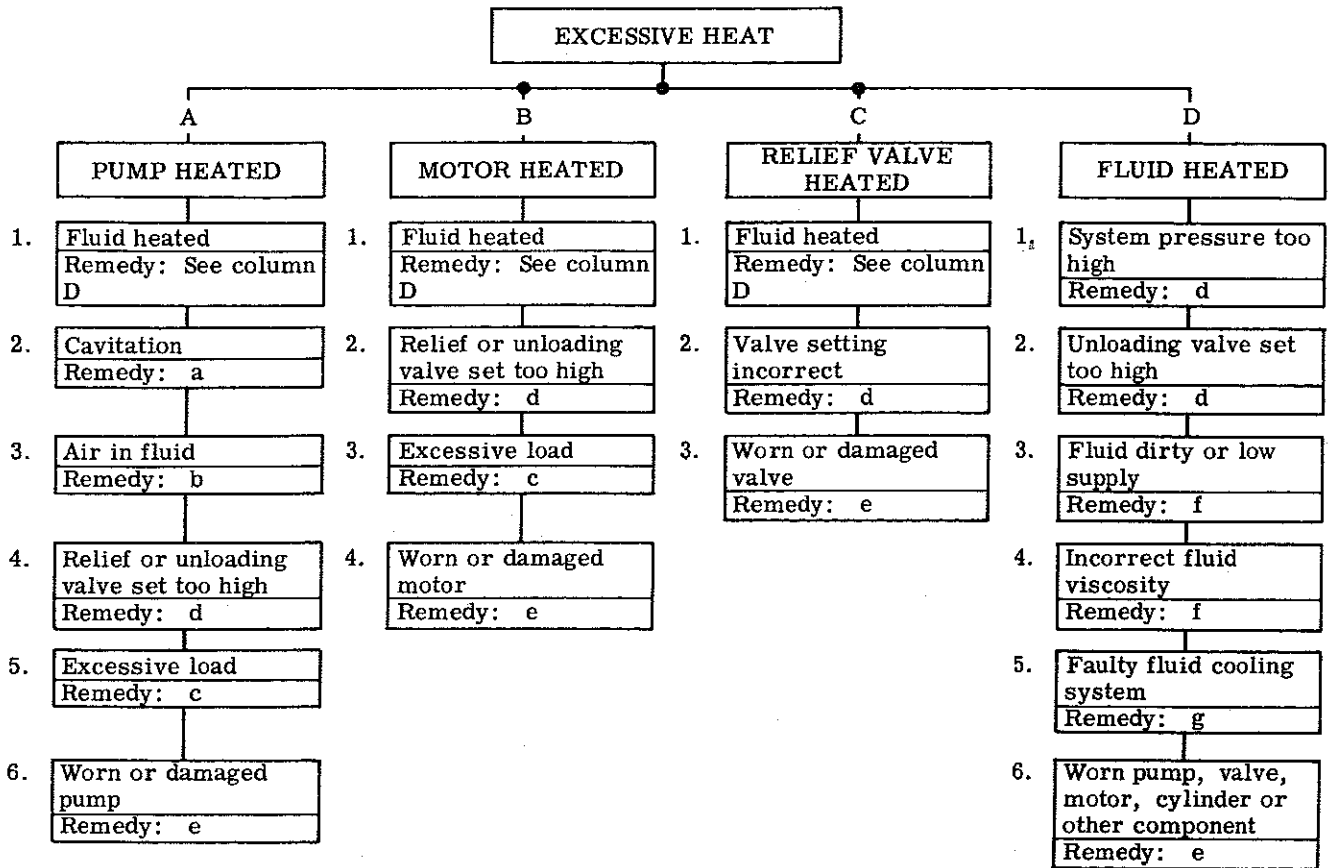 EXCESSIVE HEAT
A
PUMP HEATED
1.
Fluid heated
Remedy: See column
D
2.
Cavitation
Remedy: a
3.
Air in fluid
Remedy: b
4.
Relief or unloading
valve set too high
Remedy: d
5.
Excessive load
Remedy: c
6.
Worn or damaged
pump
Remedy: e
B
MOTOR HEATED
1.
Fluid heated
Remedy: See column
D
2.
Relief or unloading
valve set too high
Remedy: d
3.
Excessive load
Remedy: c
4.
Worn or damaged
motor
Remedy: e
C
RELIEF VALVE
HEATED
1.
Fluid heated
Remedy: See column
D
2.
Valve setting
incorrect
Remedy: d
3.
Worn or damaged
valve
Remedy: e
D
FLUID HEATED
1.
System pressure too
high
Remedy: d
2.
Unloading valve set
too high
Remedy: d
3.
Fluid dirty or low
supply
Remedy: f
4.
Incorrect fluid
viscosity
Remedy: f
5.
Faulty fluid cooling
system
Remedy: g
6.
Worn pump, valve,
motor, cylinder or
other component
Remedy: e